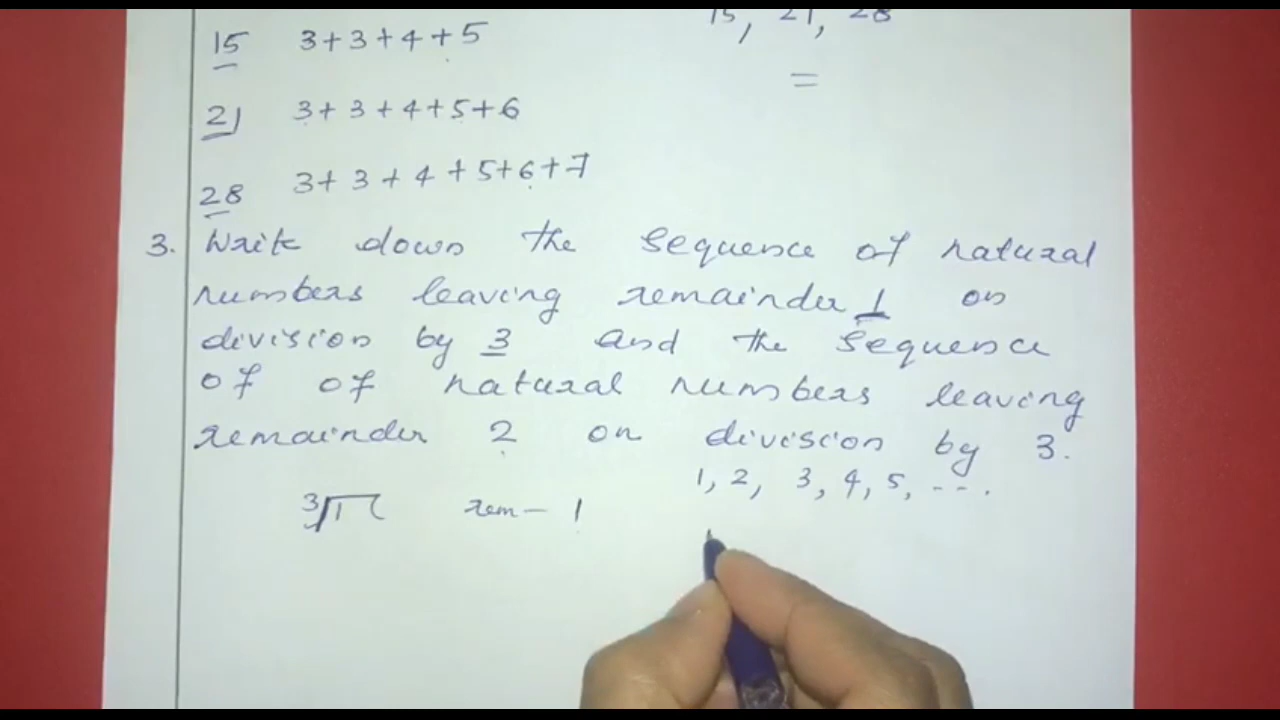 15, 21, 28
15 3+3+4+5
=
21 3+3+4+5+6
28 3+3+4+5+6+7
3. Write down the sequence of natural
numbers leaving remainder 1 on
division by 3 and the sequence
of of natural numbers leaving
remainder 2 on division by 3.
1, 2, 3, 4, 5, ---.
3 1 rem - 1